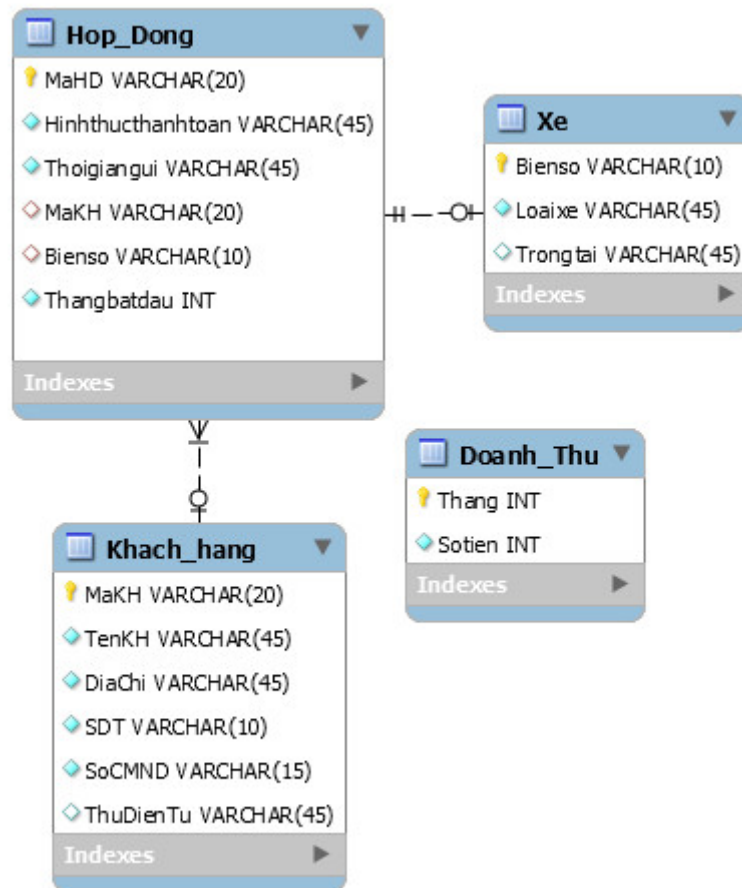 Hop_Dong
MaHD VARCHAR(20)
Hinhthucthanhtoan VARCHAR(45)
Thoigiangui VARCHAR(45)
MaKH VARCHAR(20)
Bienso VARCHAR(10)
Thangbatdau INT
Indexes
Xe
Bienso VARCHAR(10)
Loaixe VARCHAR(45)
Trongtai VARCHAR(45)
Indexes
Doanh_Thu
Thang INT
Sotien INT
Indexes
Khach_hang
MaKH VARCHAR(20)
TenKH VARCHAR(45)
DiaChi VARCHAR(45)
SDT VARCHAR(10)
SoCMND VARCHAR(15)
ThuDienTu VARCHAR(45)
Indexes